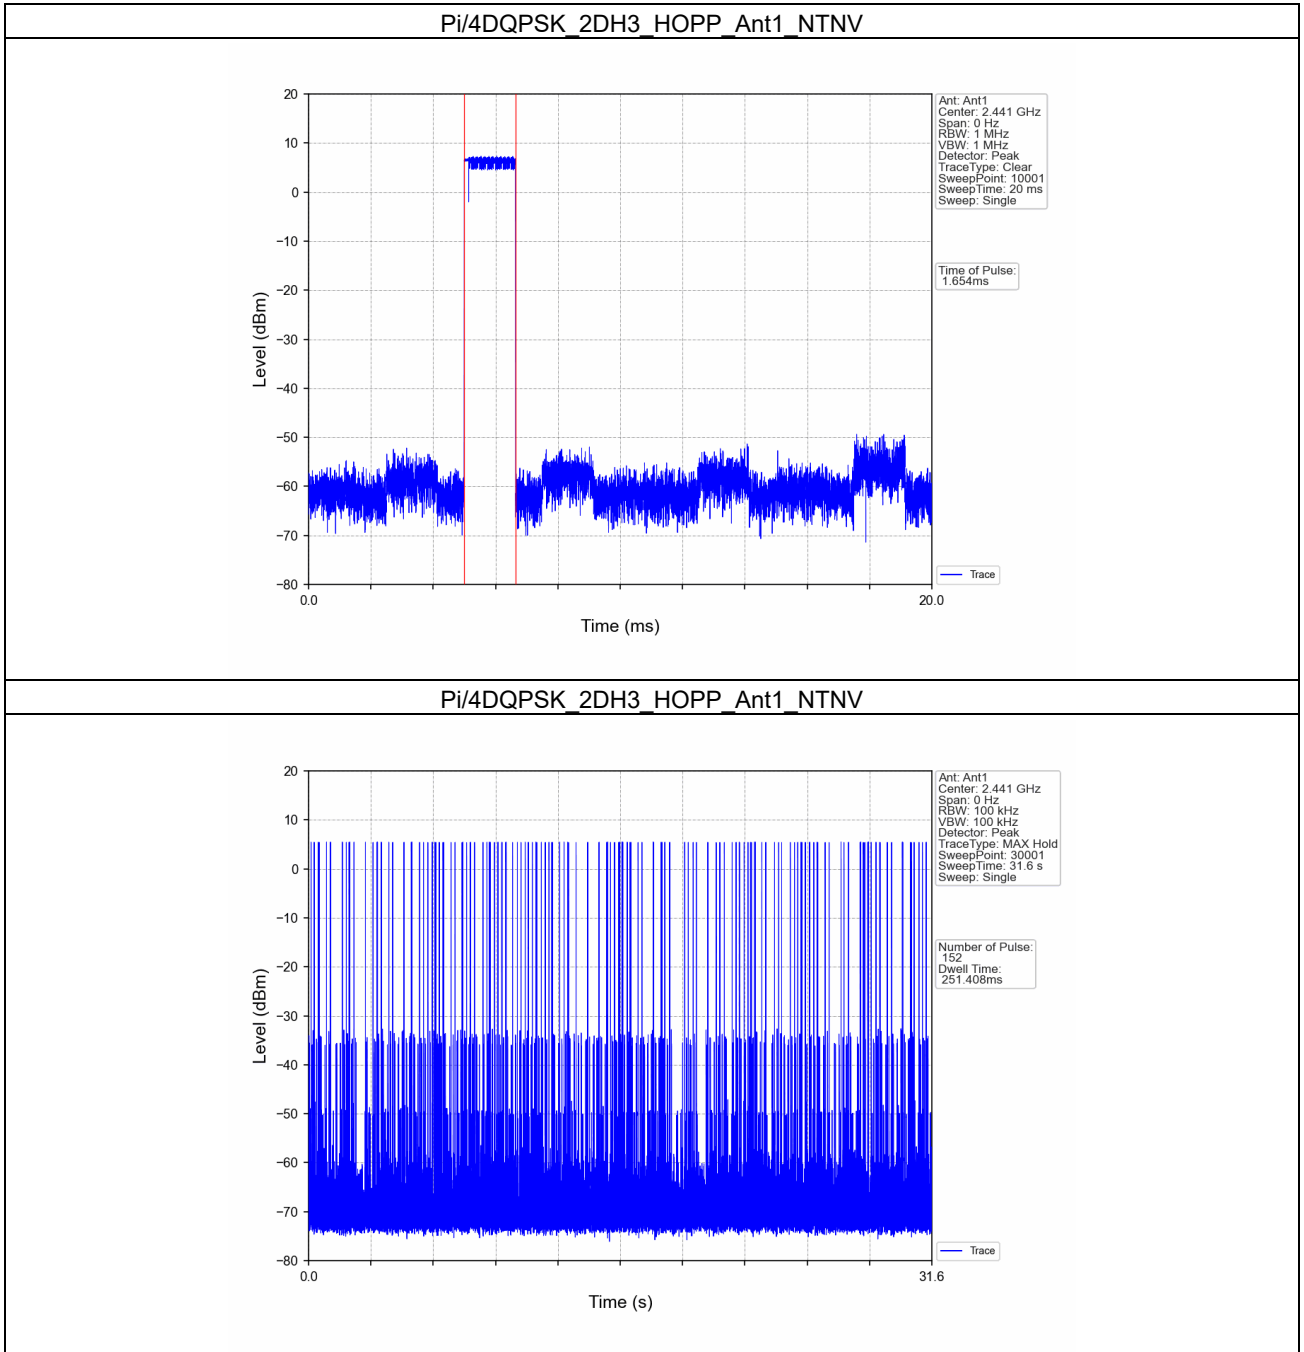 Pi/4DQPSK_2DH3_HOPP_Ant1_NTNV
20
10
0
−10
−20
−30
−40
−50
−60
−70
−80
Level (dBm)
0.0
20.0
Time (ms)
Ant: Ant1
Center: 2.441 GHz
Span: 0 Hz
RBW: 1 MHz
VBW: 1 MHz
Detector: Peak
TraceType: Clear
SweepPoint: 10001
SweepTime: 20 ms
Sweep: Single
Time of Pulse:
1.654ms
Trace
Pi/4DQPSK_2DH3_HOPP_Ant1_NTNV
20
10
0
−10
−20
−30
−40
−50
−60
−70
−80
Level (dBm)
0.0
31.6
Time (s)
Ant: Ant1
Center: 2.441 GHz
Span: 0 Hz
RBW: 100 kHz
VBW: 100 kHz
Detector: Peak
TraceType: MAX Hold
SweepPoint: 30001
SweepTime: 31.6 s
Sweep: Single
Number of Pulse:
152
Dwell Time:
251.408ms
Trace